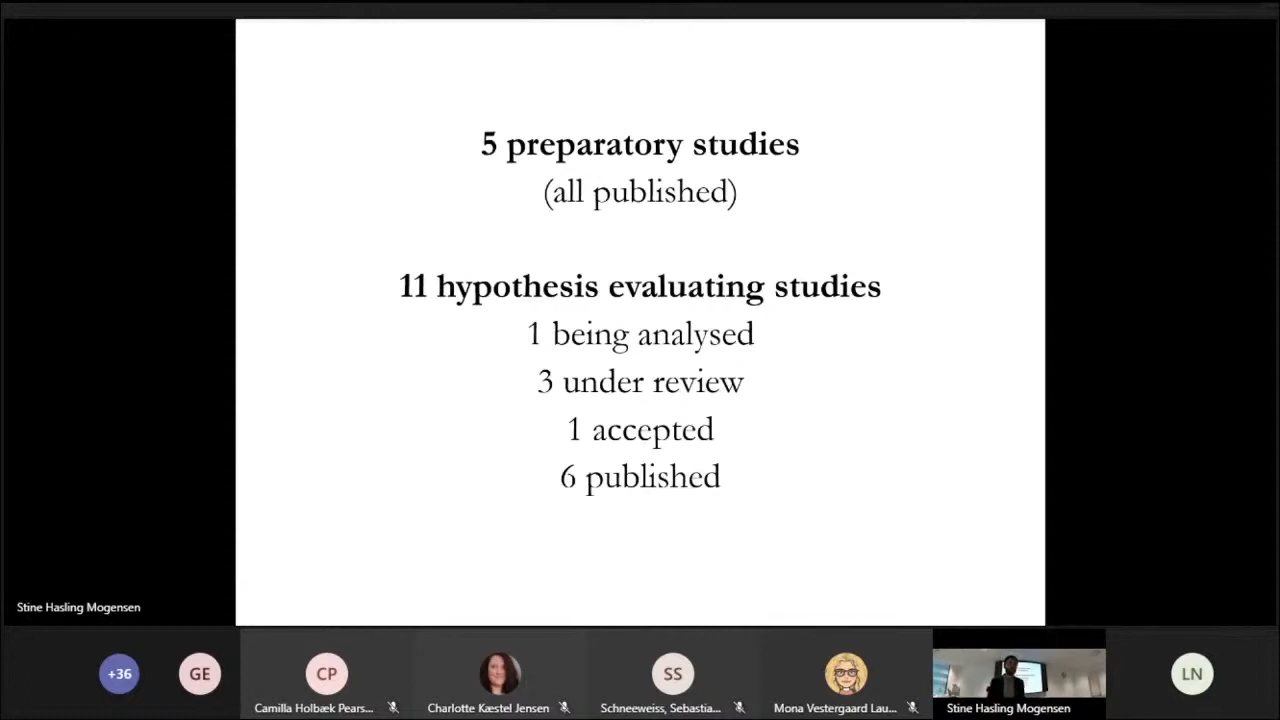 5 preparatory studies
(all published)
11 hypothesis evaluating studies
1 being analysed
3 under review
1 accepted
6 published
Stine Hasling Mogensen
+36
GE
CP
SS
LN
Camilla Holbæk Pears...
Charlotte Kæstel Jensen
Schneeweiss, Sebastia...
Mona Vestergaard Lau...
Stine Hasling Mogensen